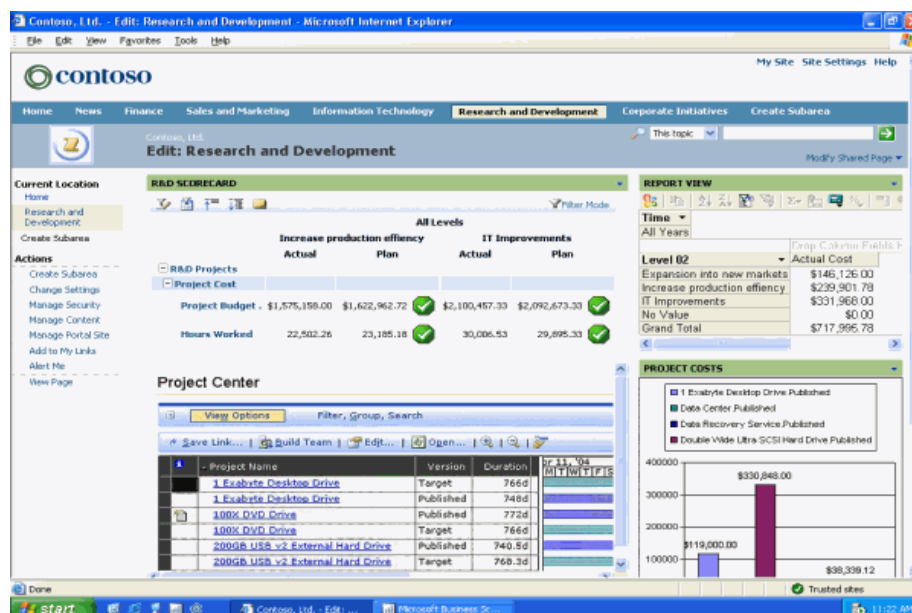 Contoso, Ltd. - Edit: Research and Development - Microsoft Internet Explorer
File Edit View Favorites Tools Help
contoso
My Site Site Settings Help
Home News Finance Sales and Marketing Information Technology Research and Development Corporate Initiatives Create Subarea
Contoso, Ltd.
Edit: Research and Development
This topic
Modify Shared Page
Current Location
Home
Research and
Development
Create Subarea
Actions
Create Subarea
Change Settings
Manage Security
Manage Content
Manage Portal Site
Add to My Links
Alert Me
View Page
R&D SCORECARD
Filter Mode
All Levels
Increase production effiency IT Improvements
Actual Plan Actual Plan
R&D Projects
Project Cost
Project Budget . $1,575,158.00 $1,622,962.72 $2,100,457.33 $2,092,673.33
Hours Worked 22,502.26 23,185.18 30,006.53 29,895.33
Project Center
View Options Filter, Group, Search
Save Link... | Build Team | Edit... | Open... |
Project Name Version Duration br 11, '04
M T W T F S
1 Exabyte Desktop Drive Target 766d
1 Exabyte Desktop Drive Published 748d
100X DVD Drive Published 772d
100X DVD Drive Target 766d
200GB USB v2 External Hard Drive Published 740.5d
200GB USB v2 External Hard Drive Target 760.3d
REPORT VIEW
Time
All Years
Drop Column Fields H
Level 02 Actual Cost
Expansion into new markets $146,126.00
Increase production effiency $239,901.78
IT Improvements $331,968.00
No Value $0.00
Grand Total $717,995.78
PROJECT COSTS
1 Exabyte Desktop Drive Published
Data Center Published
Data Recovery Service Published
Double Wide Ultra SCSI Hard Drive Published
400000
$330,848.00
300000
200000
$119,000.00
100000
$38,339.12
Done
Trusted sites
start
Contoso, Ltd. - Edit: ...
Microsoft Business Sc...
11:22 AM